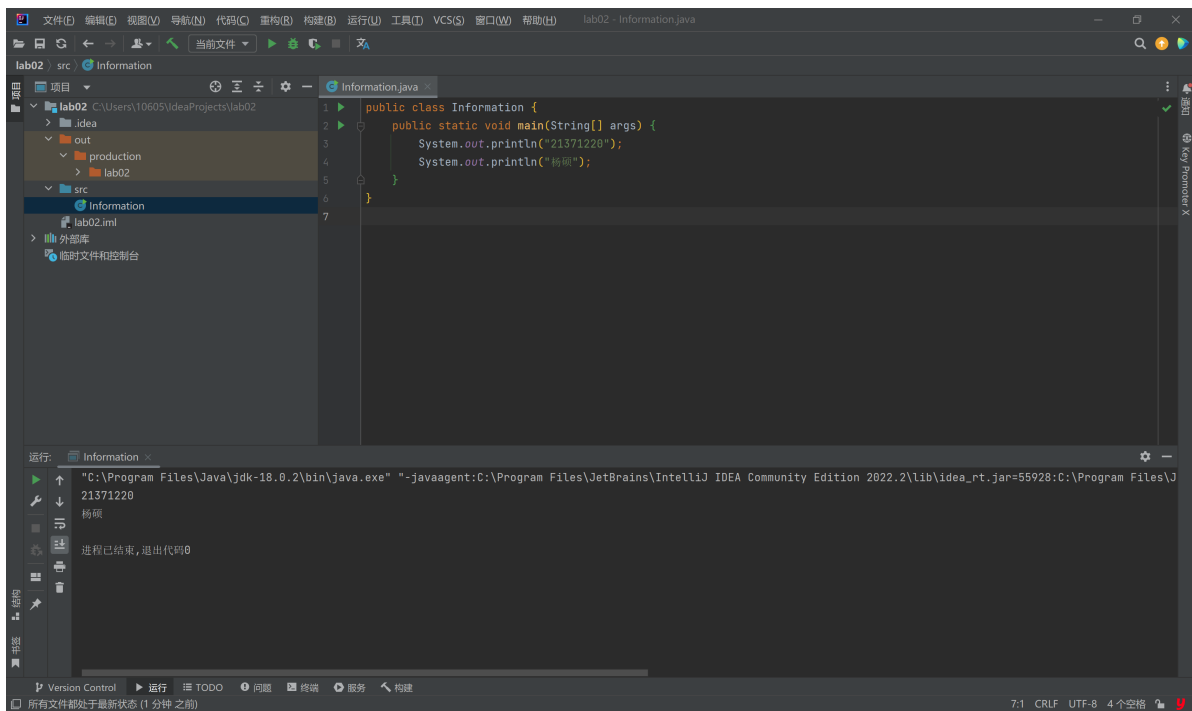 文件(F) 编辑(E) 视图(V) 导航(N) 代码(C) 重构(R) 构建(B) 运行(U) 工具(T) VCS(S) 窗口(W) 帮助(H) lab02 - Information.java
当前文件
lab02 〉 src 〉 Information
项目
项目
Information.java
lab02 C:\Users\10605\IdeaProjects\lab02
.idea
out
production
lab02
src
Information
lab02.iml
外部库
临时文件和控制台
1 public class Information {
2 public static void main(String[] args) {
3 System.out.println("21371220");
4 System.out.println("杨硕");
5 }
6 }
7
通知
Key Promoter X
运行: Information
"C:\Program Files\Java\jdk-18.0.2\bin\java.exe" "-javaagent:C:\Program Files\JetBrains\IntelliJ IDEA Community Edition 2022.2\lib\idea_rt.jar=55928:C:\Program Files\J
21371220
杨硕
进程已结束,退出代码0
结构
书签
Version Control 运行 TODO 问题 终端 服务 构建
所有文件都处于最新状态 (1 分钟 之前) 7:1 CRLF UTF-8 4 个空格